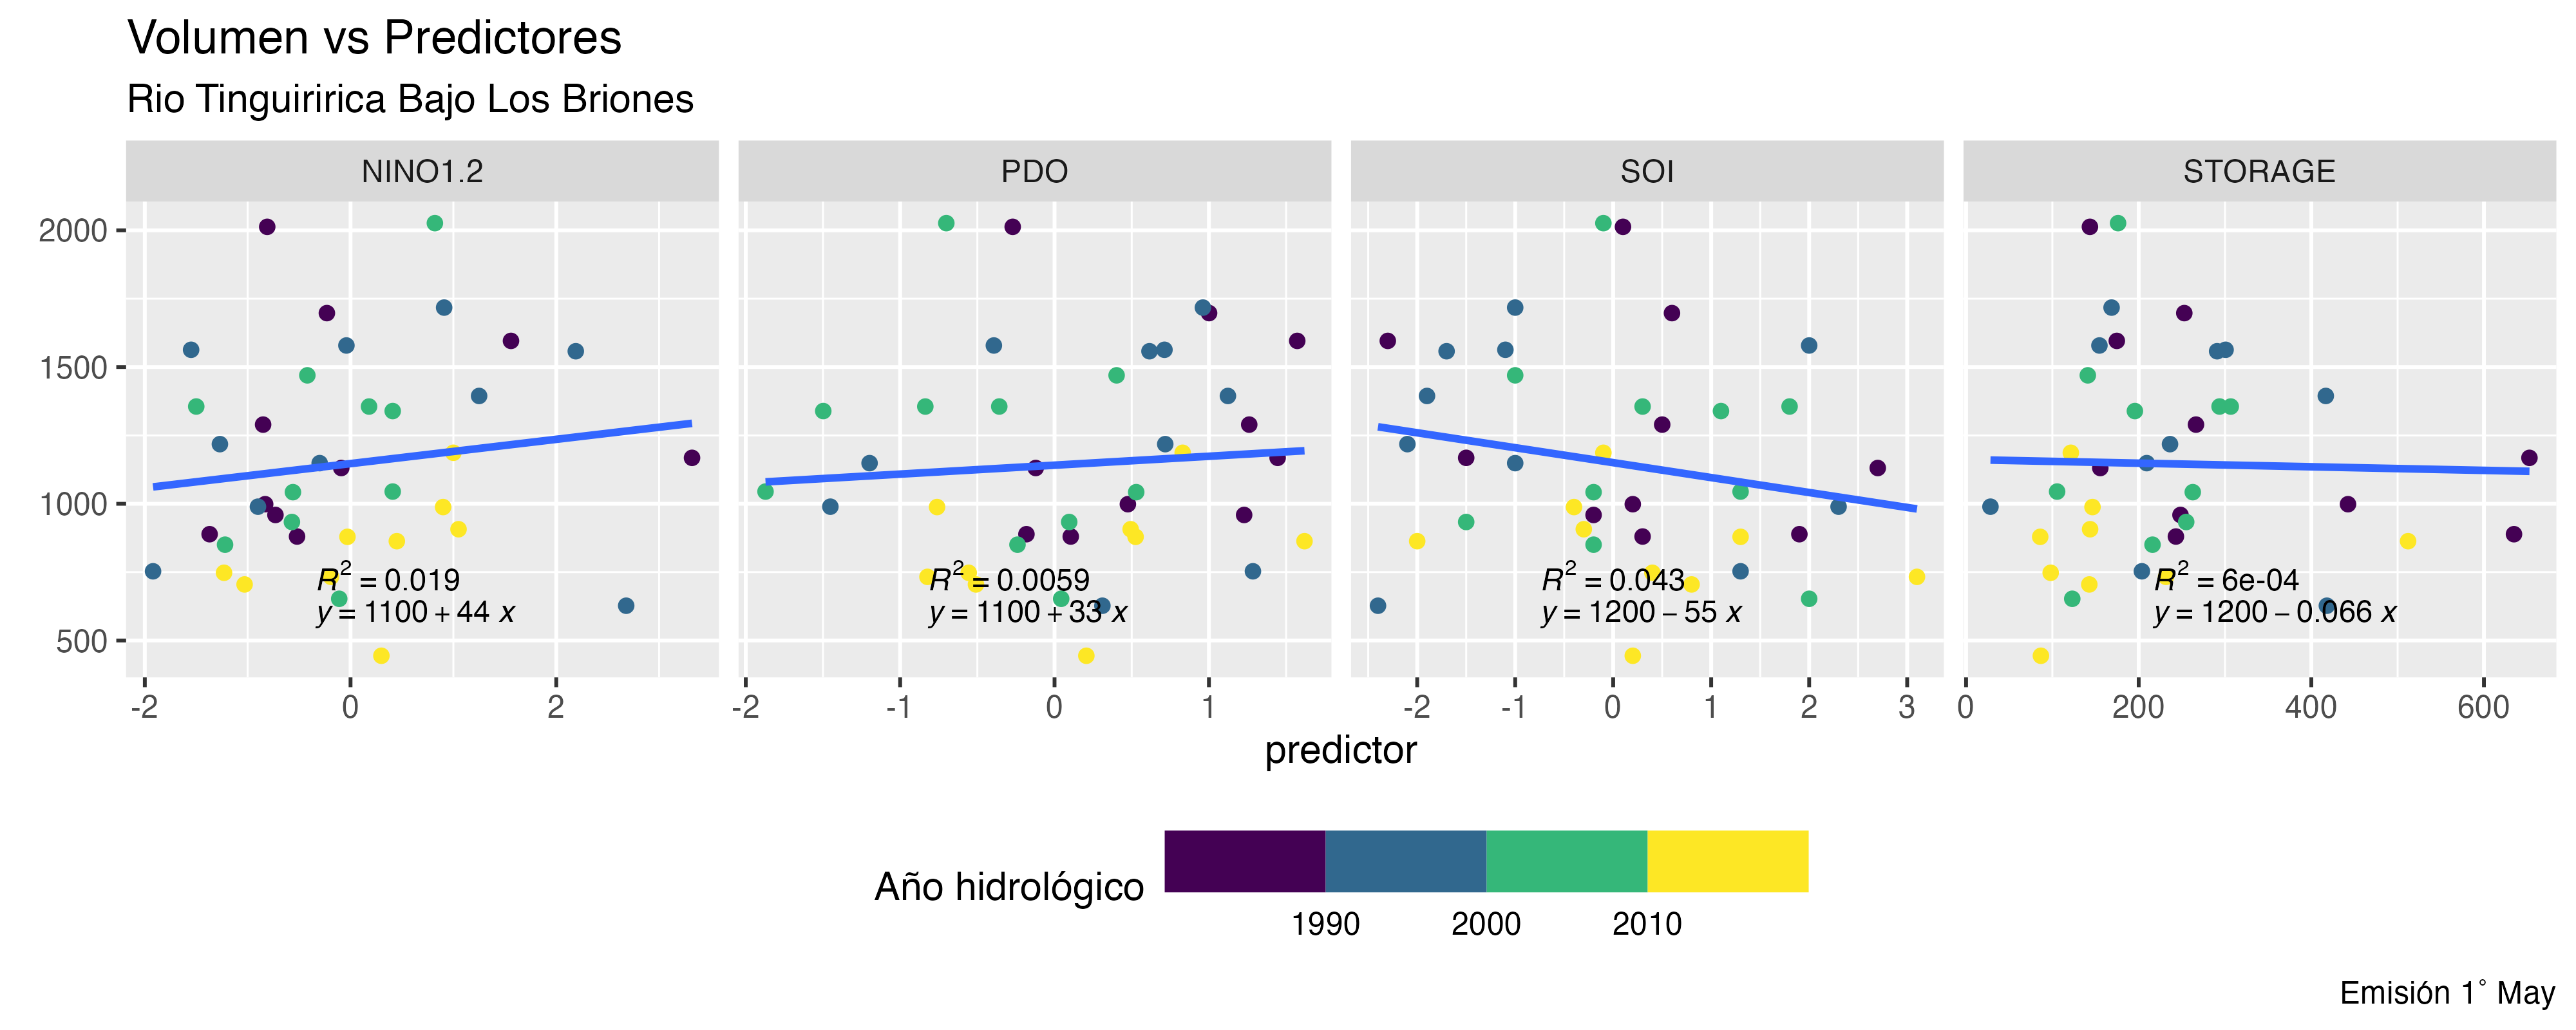 Volumen vs Predictores
Rio Tinguiririca Bajo Los Briones
NINO1.2 PDO SOI STORAGE
2000
1500
1000
500
R² = 0.019 R² = 0.0059 R² = 0.043 R² = 6e-04
y = 1100 + 44 x y = 1100 + 33 x y = 1200 − 55 x y = 1200 − 0.066 x
-2 0 2 -2 -1 0 1 -2 -1 0 1 2 3 0 200 400 600
predictor
Año hidrológico
1990 2000 2010
Emisión 1° May